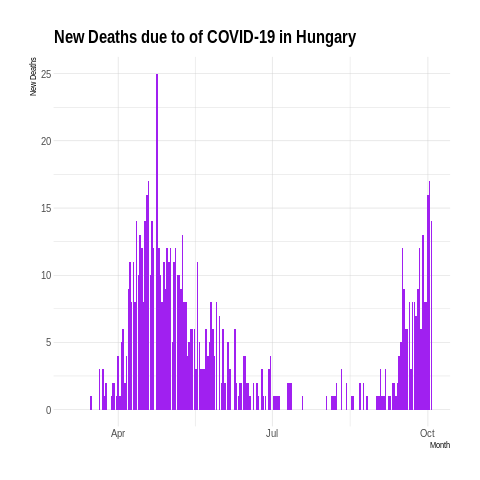 New Deaths due to of COVID-19 in Hungary
New Deaths
25
20
15
10
5
0
Apr
Jul
Oct
Month